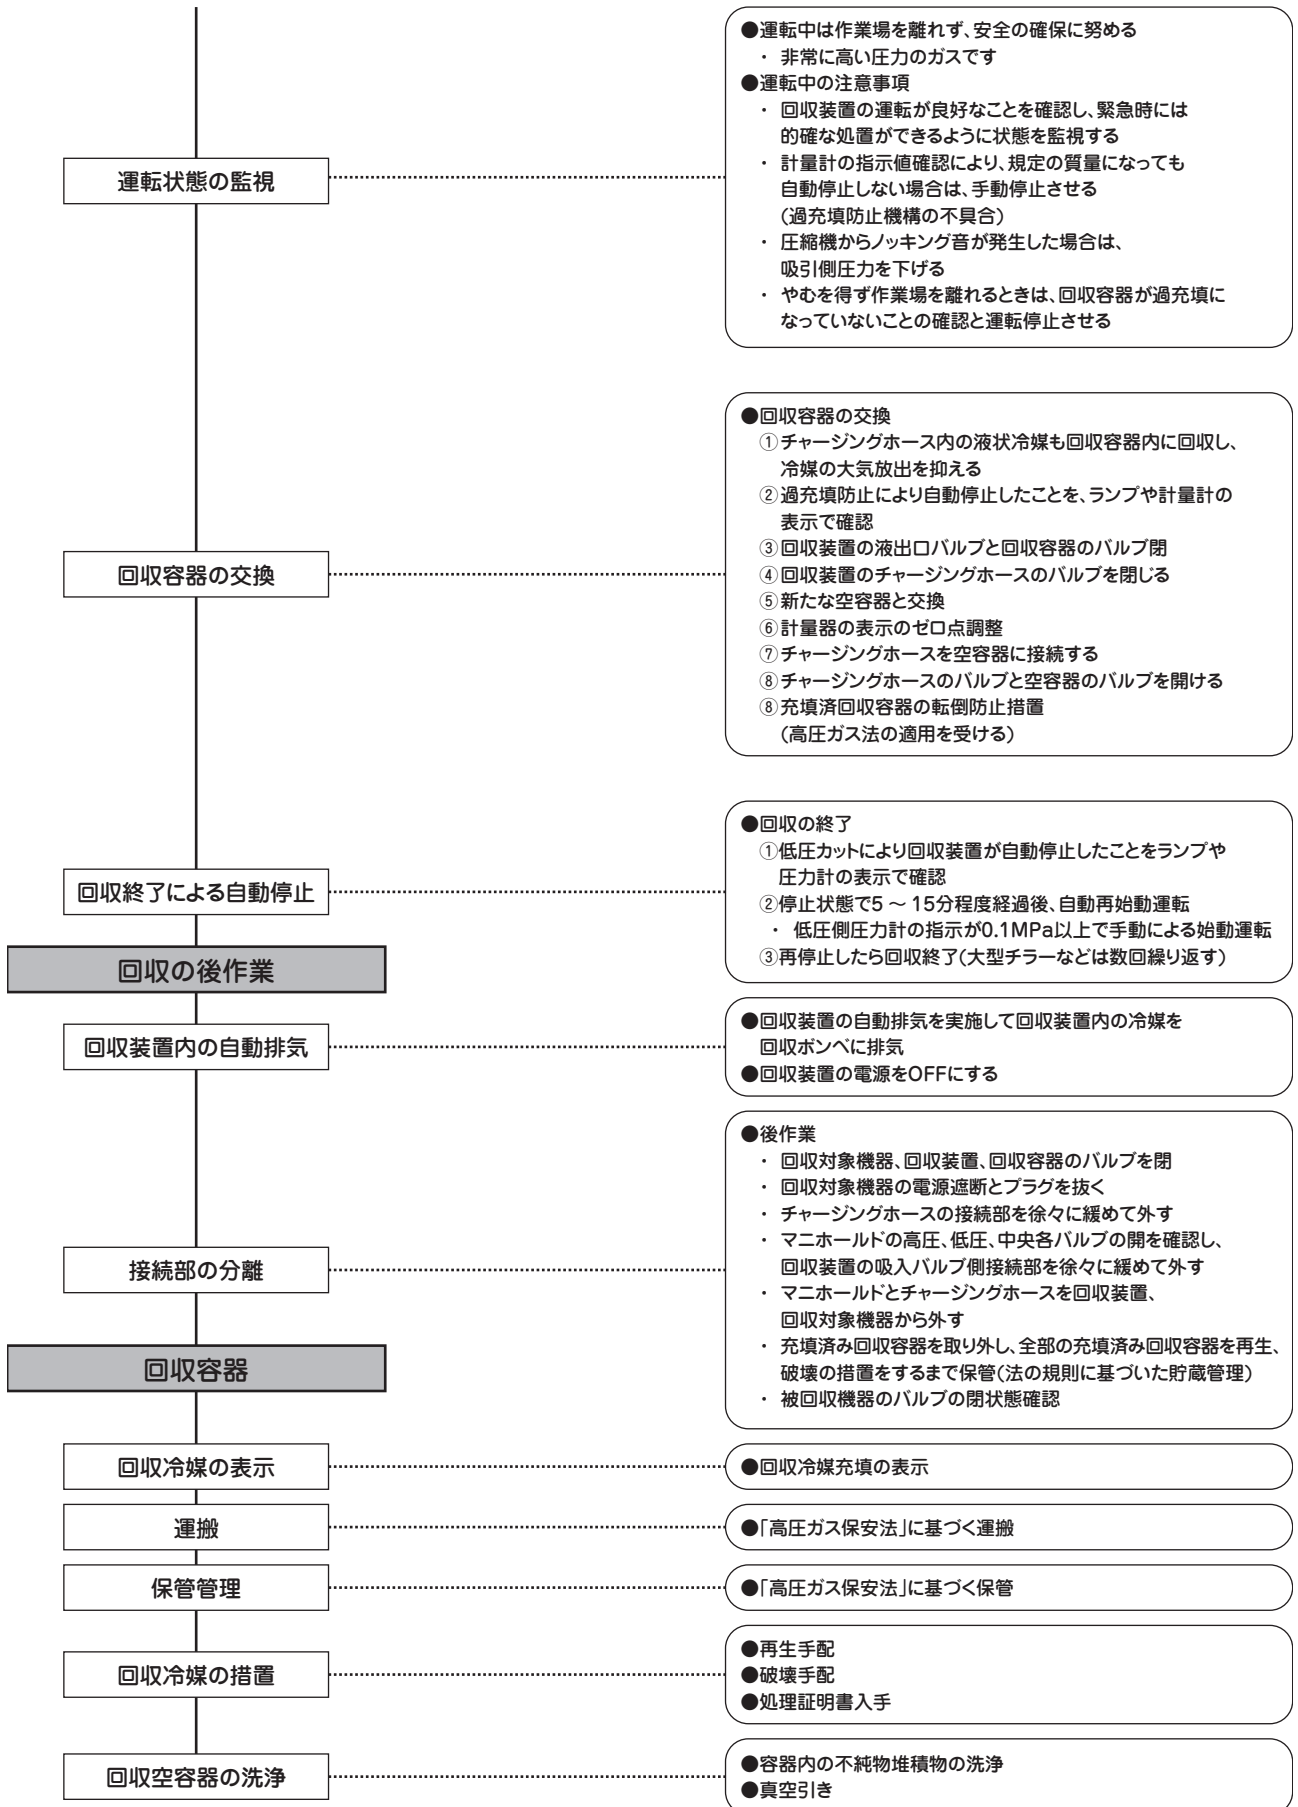 運転状態の監視
●運転中は作業場を離れず、安全の確保に努める
・ 非常に高い圧力のガスです
●運転中の注意事項
・ 回収装置の運転が良好なことを確認し、緊急時には
的確な処置ができるように状態を監視する
・ 計量計の指示値確認により、規定の質量になっても
自動停止しない場合は、手動停止させる
（過充填防止機構の不具合）
・ 圧縮機からノッキング音が発生した場合は、
吸引側圧力を下げる
・ やむを得ず作業場を離れるときは、回収容器が過充填に
なっていないことの確認と運転停止させる
回収容器の交換
●回収容器の交換
①チャージングホース内の液状冷媒も回収容器内に回収し、
冷媒の大気放出を抑える
②過充填防止により自動停止したことを、ランプや計量計の
表示で確認
③回収装置の液出口バルブと回収容器のバルブ閉
④回収装置のチャージングホースのバルブを閉じる
⑤新たな空容器と交換
⑥計量器の表示のゼロ点調整
⑦チャージングホースを空容器に接続する
⑧チャージングホースのバルブと空容器のバルブを開ける
⑧充填済回収容器の転倒防止措置
（高圧ガス法の適用を受ける）
回収終了による自動停止
●回収の終了
①低圧カットにより回収装置が自動停止したことをランプや
圧力計の表示で確認
②停止状態で5 ～ 15分程度経過後、自動再始動運転
・ 低圧側圧力計の指示が0.1MPa以上で手動による始動運転
③再停止したら回収終了（大型チラーなどは数回繰り返す）
回収の後作業
回収装置内の自動排気
●回収装置の自動排気を実施して回収装置内の冷媒を
回収ボンベに排気
●回収装置の電源をOFFにする
接続部の分離
●後作業
・ 回収対象機器、回収装置、回収容器のバルブを閉
・ 回収対象機器の電源遮断とプラグを抜く
・ チャージングホースの接続部を徐々に緩めて外す
・ マニホールドの高圧、低圧、中央各バルブの開を確認し、
回収装置の吸入バルブ側接続部を徐々に緩めて外す
・ マニホールドとチャージングホースを回収装置、
回収対象機器から外す
・ 充填済み回収容器を取り外し、全部の充填済み回収容器を再生、
破壊の措置をするまで保管（法の規則に基づいた貯蔵管理）
・ 被回収機器のバルブの閉状態確認
回収容器
回収冷媒の表示
●回収冷媒充填の表示
運搬
●「高圧ガス保安法」に基づく運搬
保管管理
●「高圧ガス保安法」に基づく保管
回収冷媒の措置
●再生手配
●破壊手配
●処理証明書入手
回収空容器の洗浄
●容器内の不純物堆積物の洗浄
●真空引き